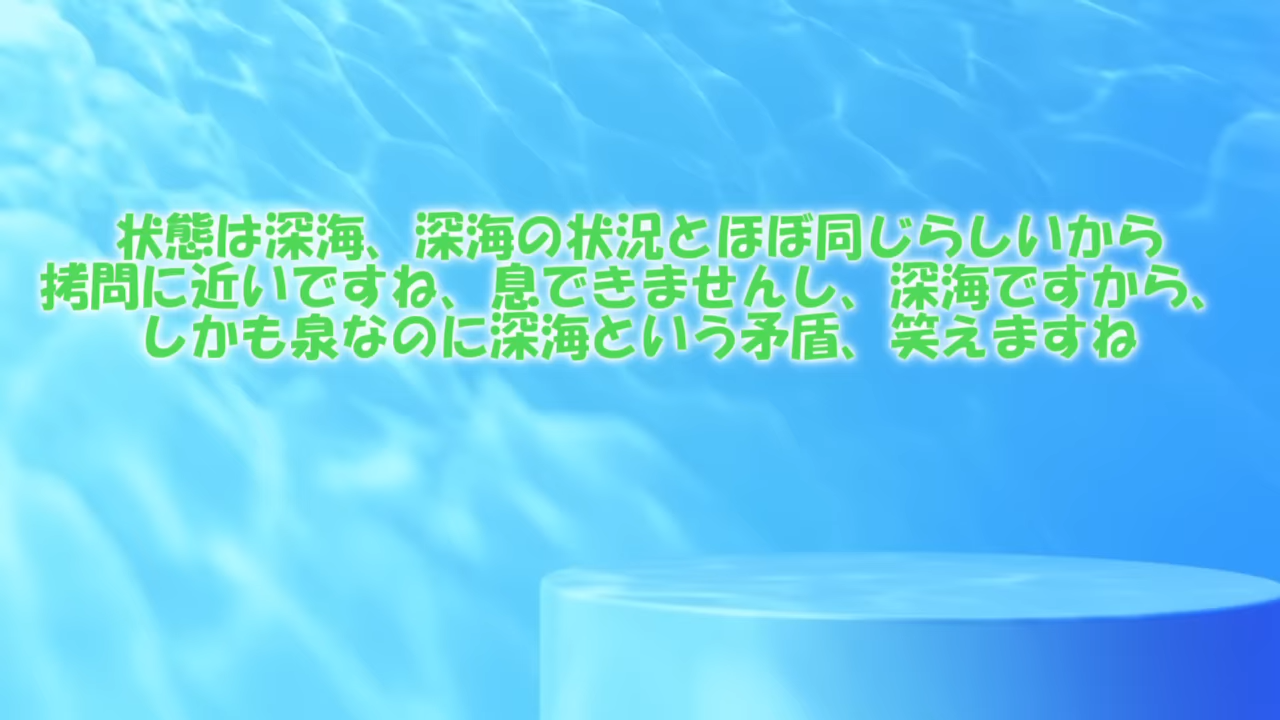 状態は深海、深海の状況とほぼ同じらしいから
拷問に近いですね、息できませんし、深海ですから、
しかも泉なのに深海という矛盾、笑えますね